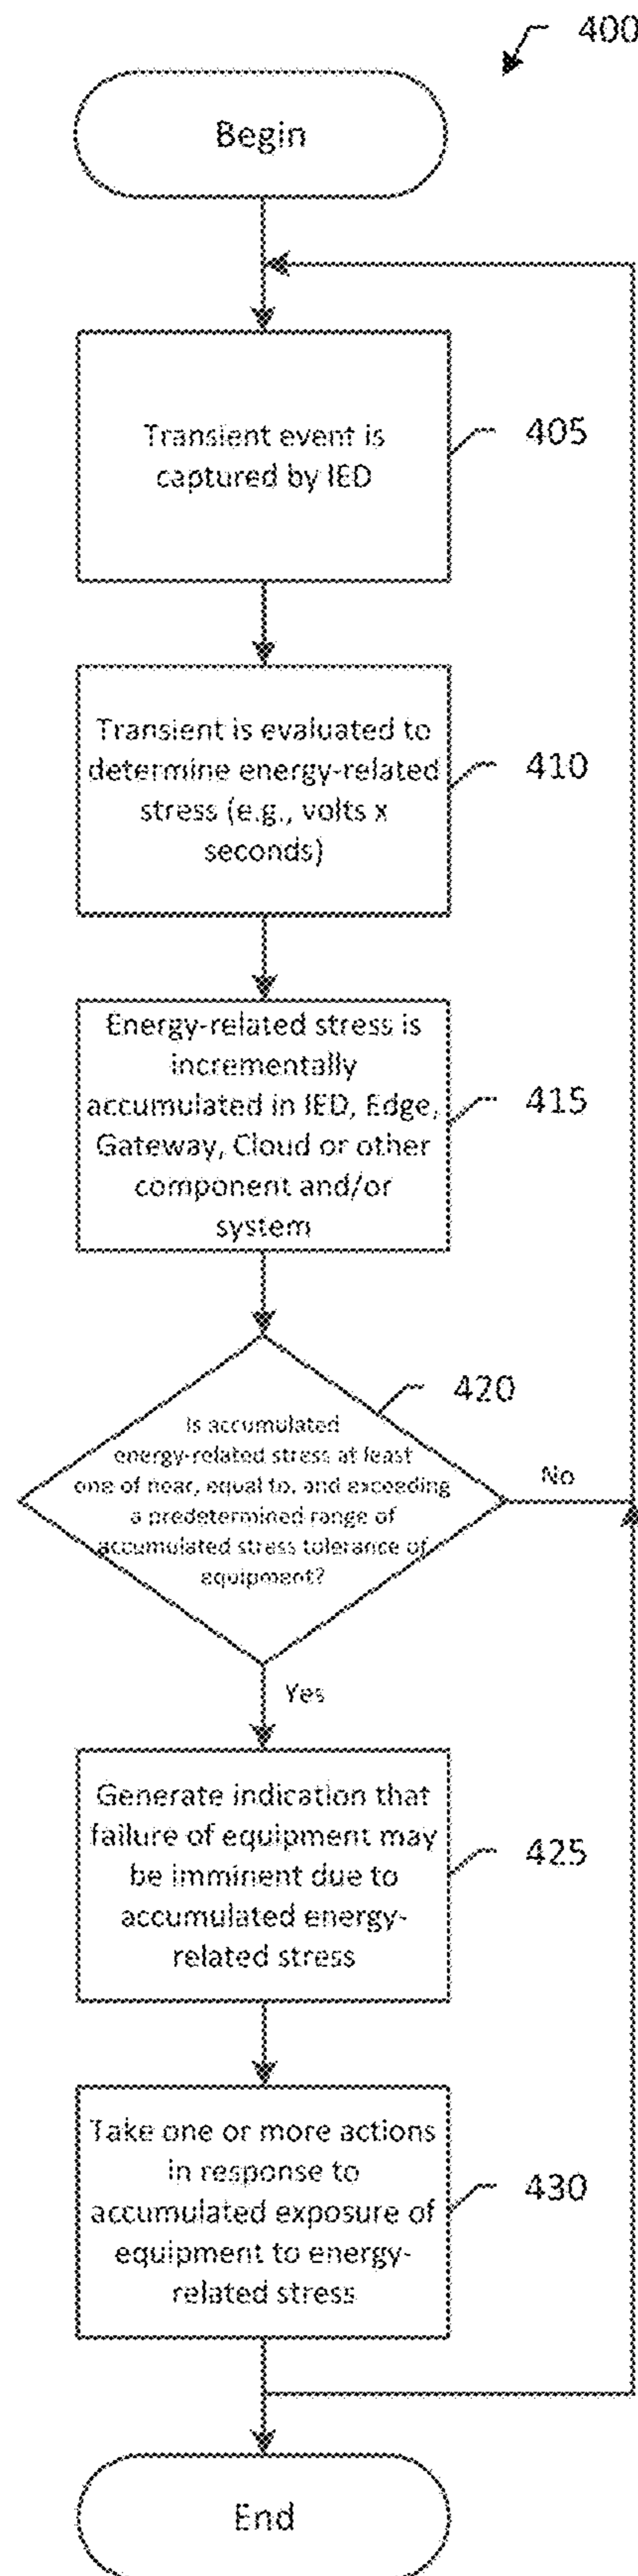 400
Begin
Transient event is
captured by IED
405
Transient is evaluated to
determine energy-related
stress (e.g., volts x
seconds)
410
Energy-related stress is
incrementally
accumulated in IED, Edge,
Gateway, Cloud or other
component and/or
system
415
420
Is accumulated
energy-related stress at least
one of near, equal to, and exceeding
a predetermined range of
accumulated stress tolerance of
equipment?
No
Yes
Generate indication that
failure of equipment may
be imminent due to
accumulated energy-
related stress
425
Take one or more actions
in response to
accumulated exposure of
equipment to energy-
related stress
430
End